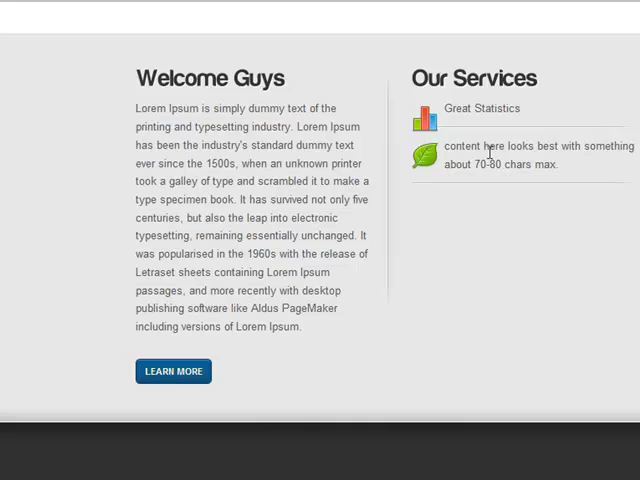 Welcome Guys
Lorem Ipsum is simply dummy text of the
printing and typesetting industry. Lorem Ipsum
has been the industry's standard dummy text
ever since the 1500s, when an unknown printer
took a galley of type and scrambled it to make a
type specimen book. It has survived not only five
centuries, but also the leap into electronic
typesetting, remaining essentially unchanged. It
was popularised in the 1960s with the release of
Letraset sheets containing Lorem Ipsum
passages, and more recently with desktop
publishing software like Aldus PageMaker
including versions of Lorem Ipsum.
LEARN MORE
Our Services
Great Statistics
content here looks best with something
about 70-80 chars max.